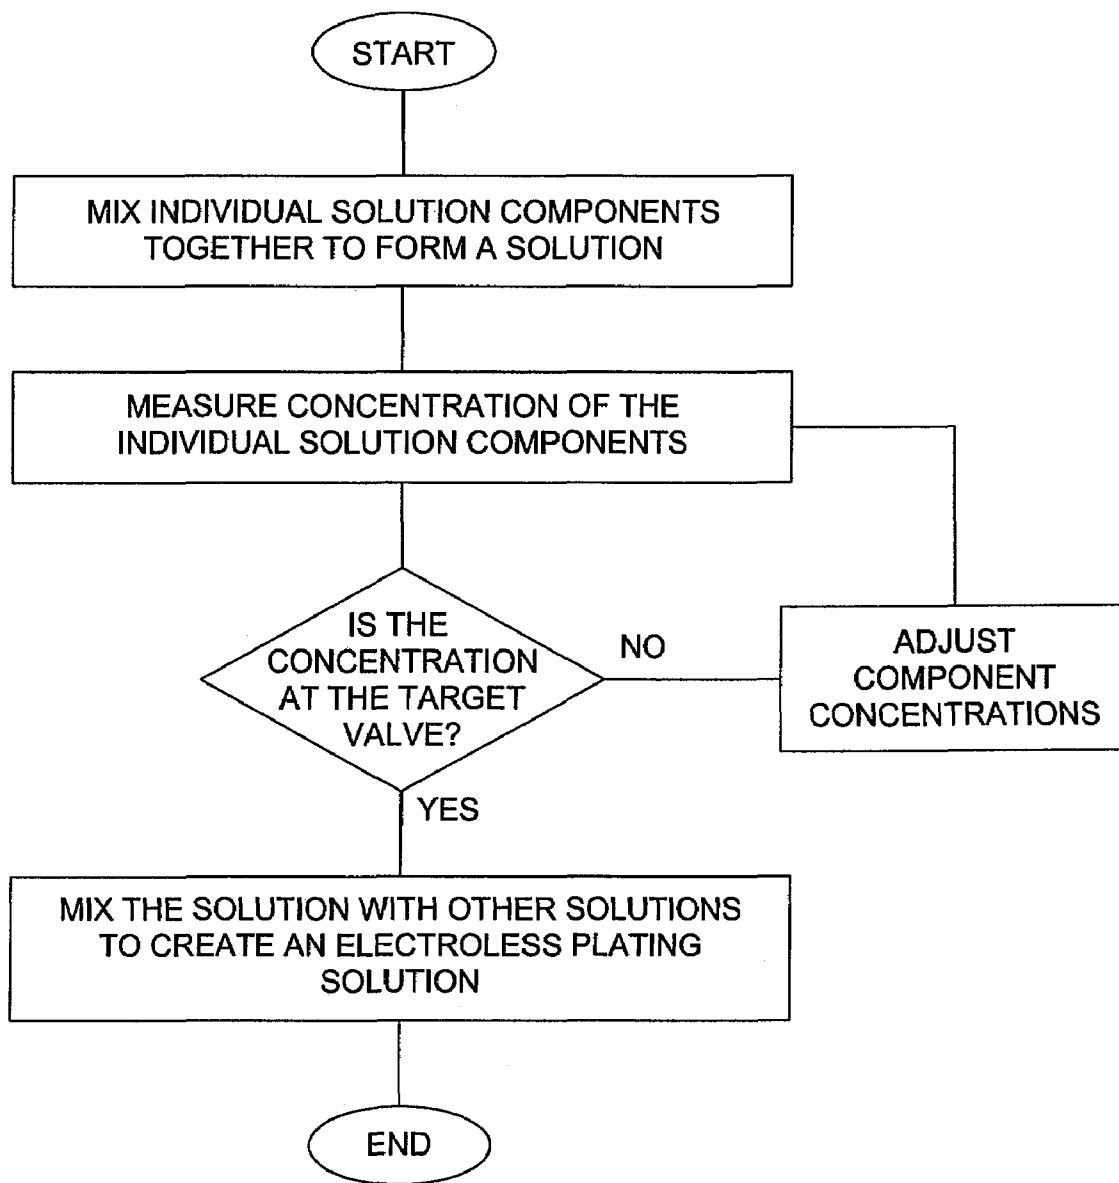 START
MIX INDIVIDUAL SOLUTION COMPONENTS
TOGETHER TO FORM A SOLUTION
MEASURE CONCENTRATION OF THE
INDIVIDUAL SOLUTION COMPONENTS
IS THE
CONCENTRATION
AT THE TARGET
VALVE?
NO
ADJUST
COMPONENT
CONCENTRATIONS
YES
MIX THE SOLUTION WITH OTHER SOLUTIONS
TO CREATE AN ELECTROLESS PLATING
SOLUTION
END